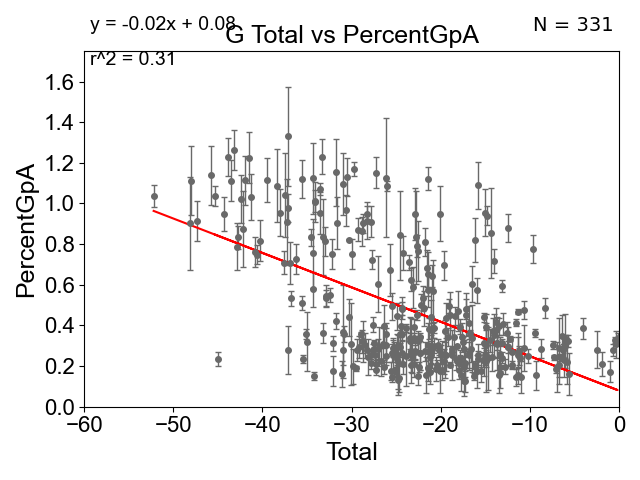 y = -0.02x + 0.08
G Total vs PercentGpA
N = 331
r^2 = 0.31
PercentGpA
1.6
1.4
1.2
1.0
0.8
0.6
0.4
0.2
0.0
−60 −50 −40 −30 −20 −10 0
Total